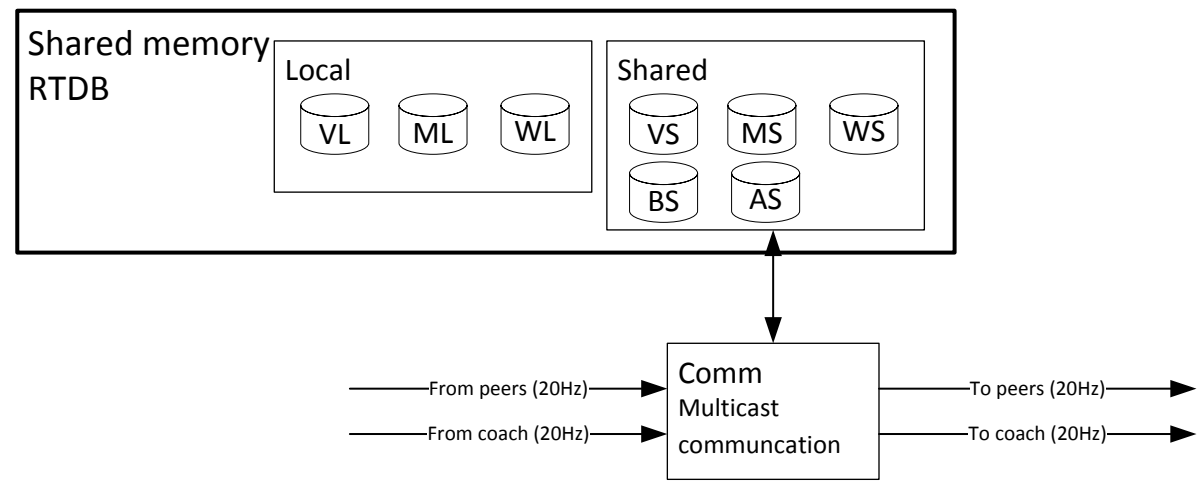 Shared memory
RTDB
Local
VL ML WL
Shared
VS MS WS
BS AS
Comm
Multicast
communcation
From peers (20Hz)
From coach (20Hz)
To peers (20Hz)
To coach (20Hz)